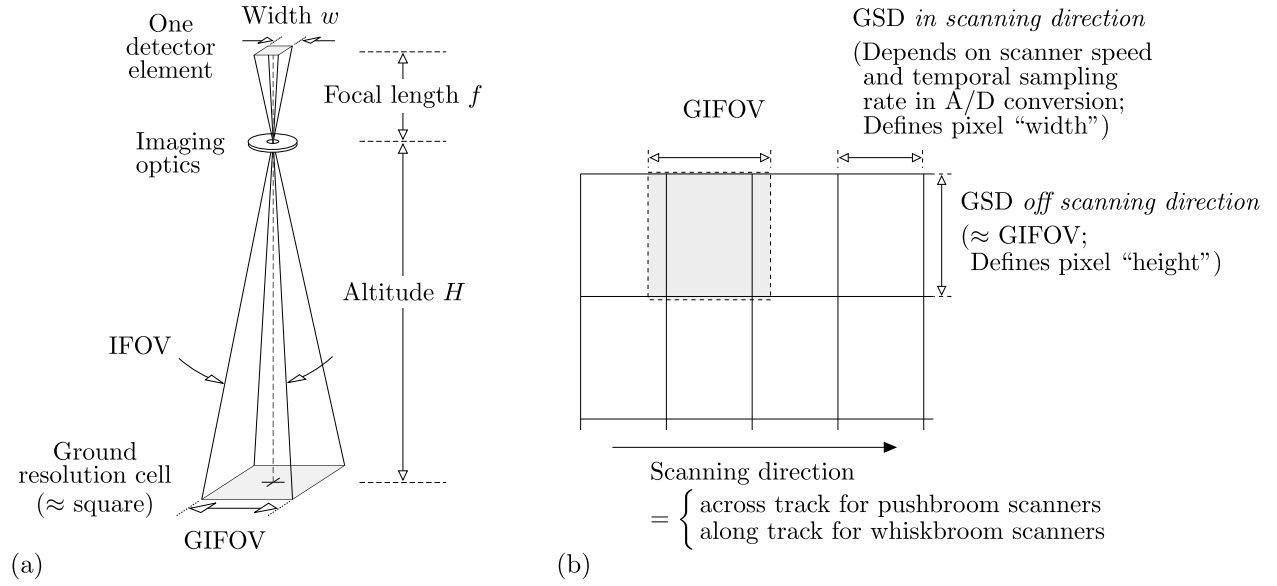 One
detector
element
Width w
Focal length f
Imaging
optics
Altitude H
IFOV
Ground
resolution cell
(≈ square)
GIFOV
(a)
GSD in scanning direction
(Depends on scanner speed
and temporal sampling
rate in A/D conversion;
Defines pixel “width”)
GIFOV
GSD off scanning direction
(≈ GIFOV;
Defines pixel “height”)
Scanning direction
= { across track for pushbroom scanners
along track for whiskbroom scanners
(b)